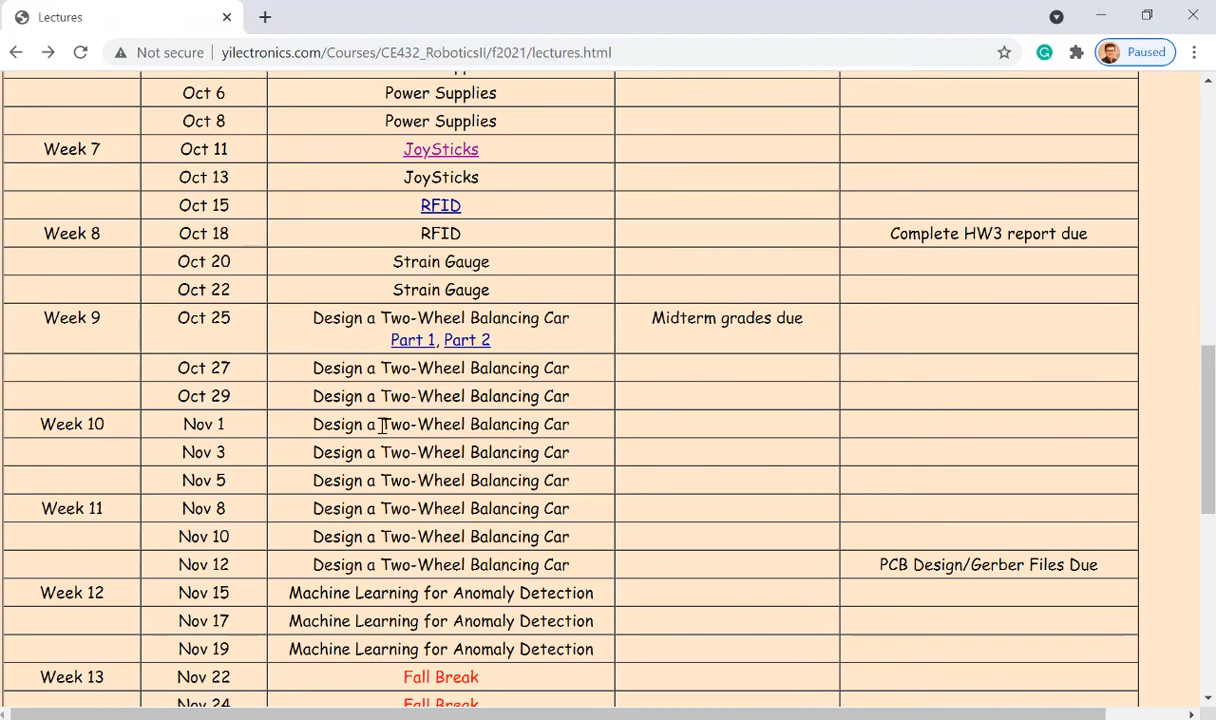 Lectures
Not secure yilectronics.com/Courses/CE432_RoboticsII/f2021/lectures.html Paused
Oct 6 Power Supplies
Oct 8 Power Supplies
Week 7 Oct 11 JoySticks
Oct 13 JoySticks
Oct 15 RFID
Week 8 Oct 18 RFID Complete HW3 report due
Oct 20 Strain Gauge
Oct 22 Strain Gauge
Week 9 Oct 25 Design a Two-Wheel Balancing Car Midterm grades due
Part 1, Part 2
Oct 27 Design a Two-Wheel Balancing Car
Oct 29 Design a Two-Wheel Balancing Car
Week 10 Nov 1 Design a Two-Wheel Balancing Car
Nov 3 Design a Two-Wheel Balancing Car
Nov 5 Design a Two-Wheel Balancing Car
Week 11 Nov 8 Design a Two-Wheel Balancing Car
Nov 10 Design a Two-Wheel Balancing Car
Nov 12 Design a Two-Wheel Balancing Car PCB Design/Gerber Files Due
Week 12 Nov 15 Machine Learning for Anomaly Detection
Nov 17 Machine Learning for Anomaly Detection
Nov 19 Machine Learning for Anomaly Detection
Week 13 Nov 22 Fall Break
Nov 24 Fall Break